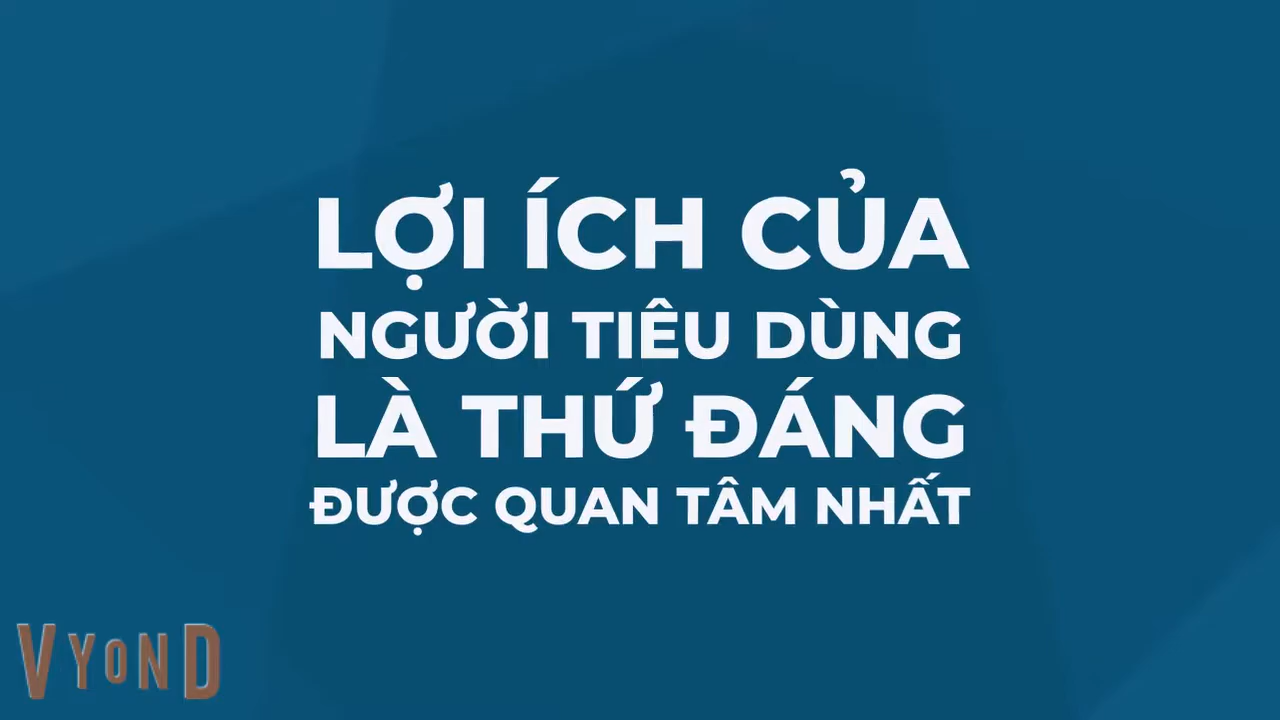 LỢI ÍCH CỦA
NGƯỜI TIÊU DÙNG
LÀ THỨ ĐÁNG
ĐƯỢC QUAN TÂM NHẤT
VYOND